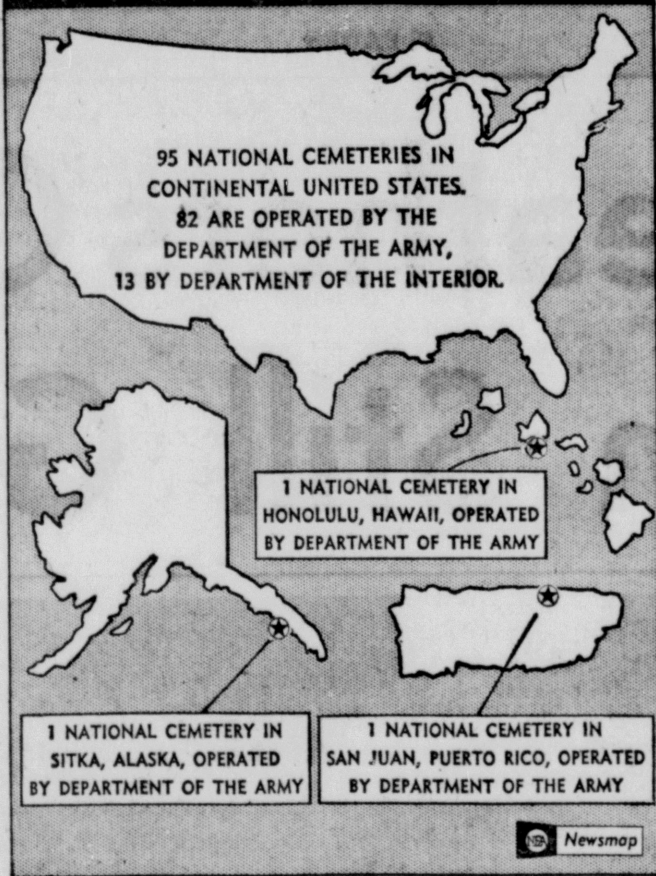 95 NATIONAL CEMETERIES IN
CONTINENTAL UNITED STATES.
82 ARE OPERATED BY THE
DEPARTMENT OF THE ARMY,
13 BY DEPARTMENT OF THE INTERIOR.
1 NATIONAL CEMETERY IN
HONOLULU, HAWAII, OPERATED
BY DEPARTMENT OF THE ARMY
1 NATIONAL CEMETERY IN
SITKA, ALASKA, OPERATED
BY DEPARTMENT OF THE ARMY
1 NATIONAL CEMETERY IN
SAN JUAN, PUERTO RICO, OPERATED
BY DEPARTMENT OF THE ARMY
NEA Newsmap